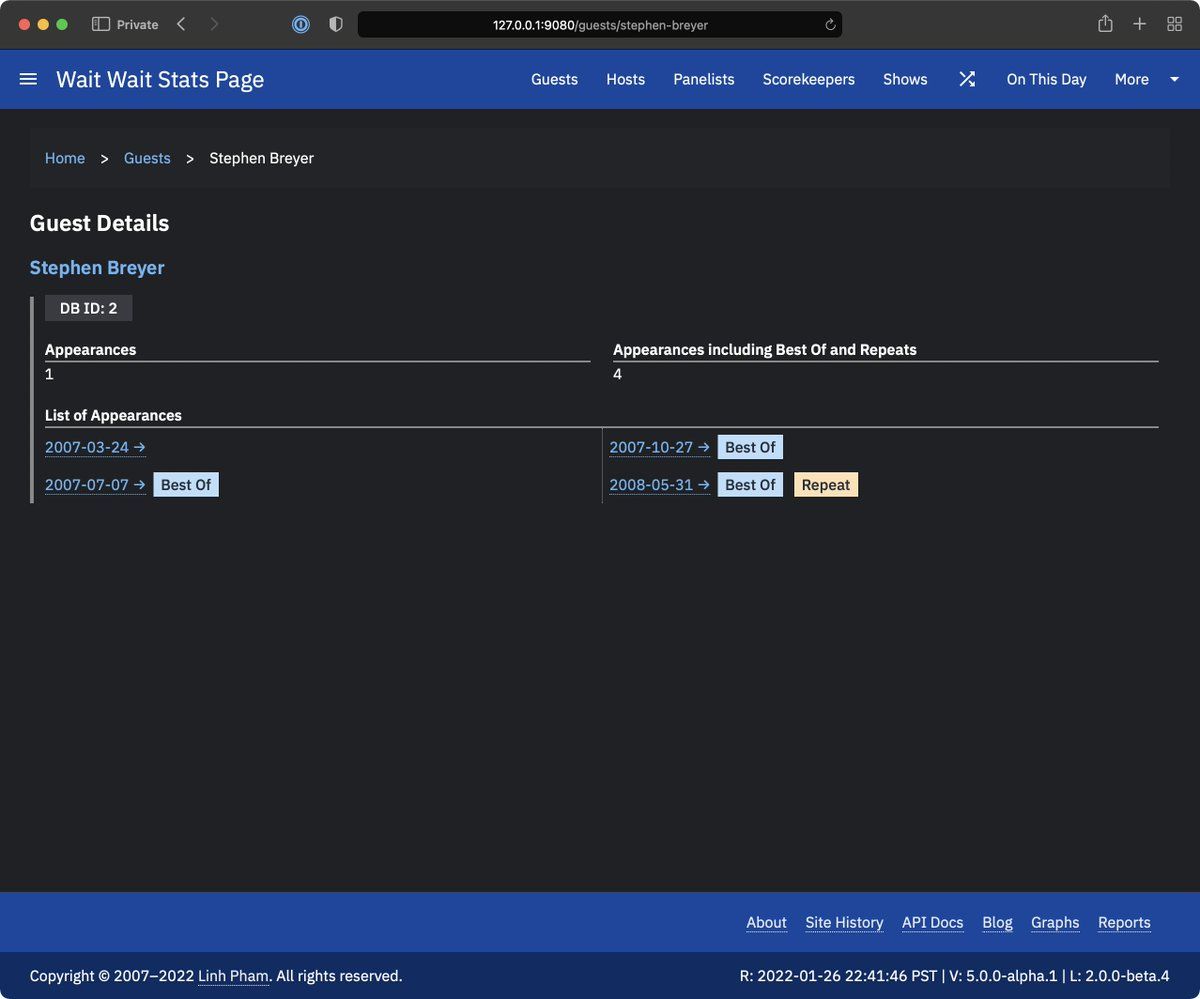 Private
127.0.0.1:9080/guests/stephen-breyer
Wait Wait Stats Page
Guests Hosts Panelists Scorekeepers Shows On This Day More
Home > Guests > Stephen Breyer
Guest Details
Stephen Breyer
DB ID: 2
Appearances
1
Appearances including Best Of and Repeats
4
List of Appearances
2007-03-24 →
2007-07-07 → Best Of
2007-10-27 → Best Of
2008-05-31 → Best Of Repeat
About Site History API Docs Blog Graphs Reports
Copyright © 2007–2022 Linh Pham. All rights reserved.
R: 2022-01-26 22:41:46 PST | V: 5.0.0-alpha.1 | L: 2.0.0-beta.4